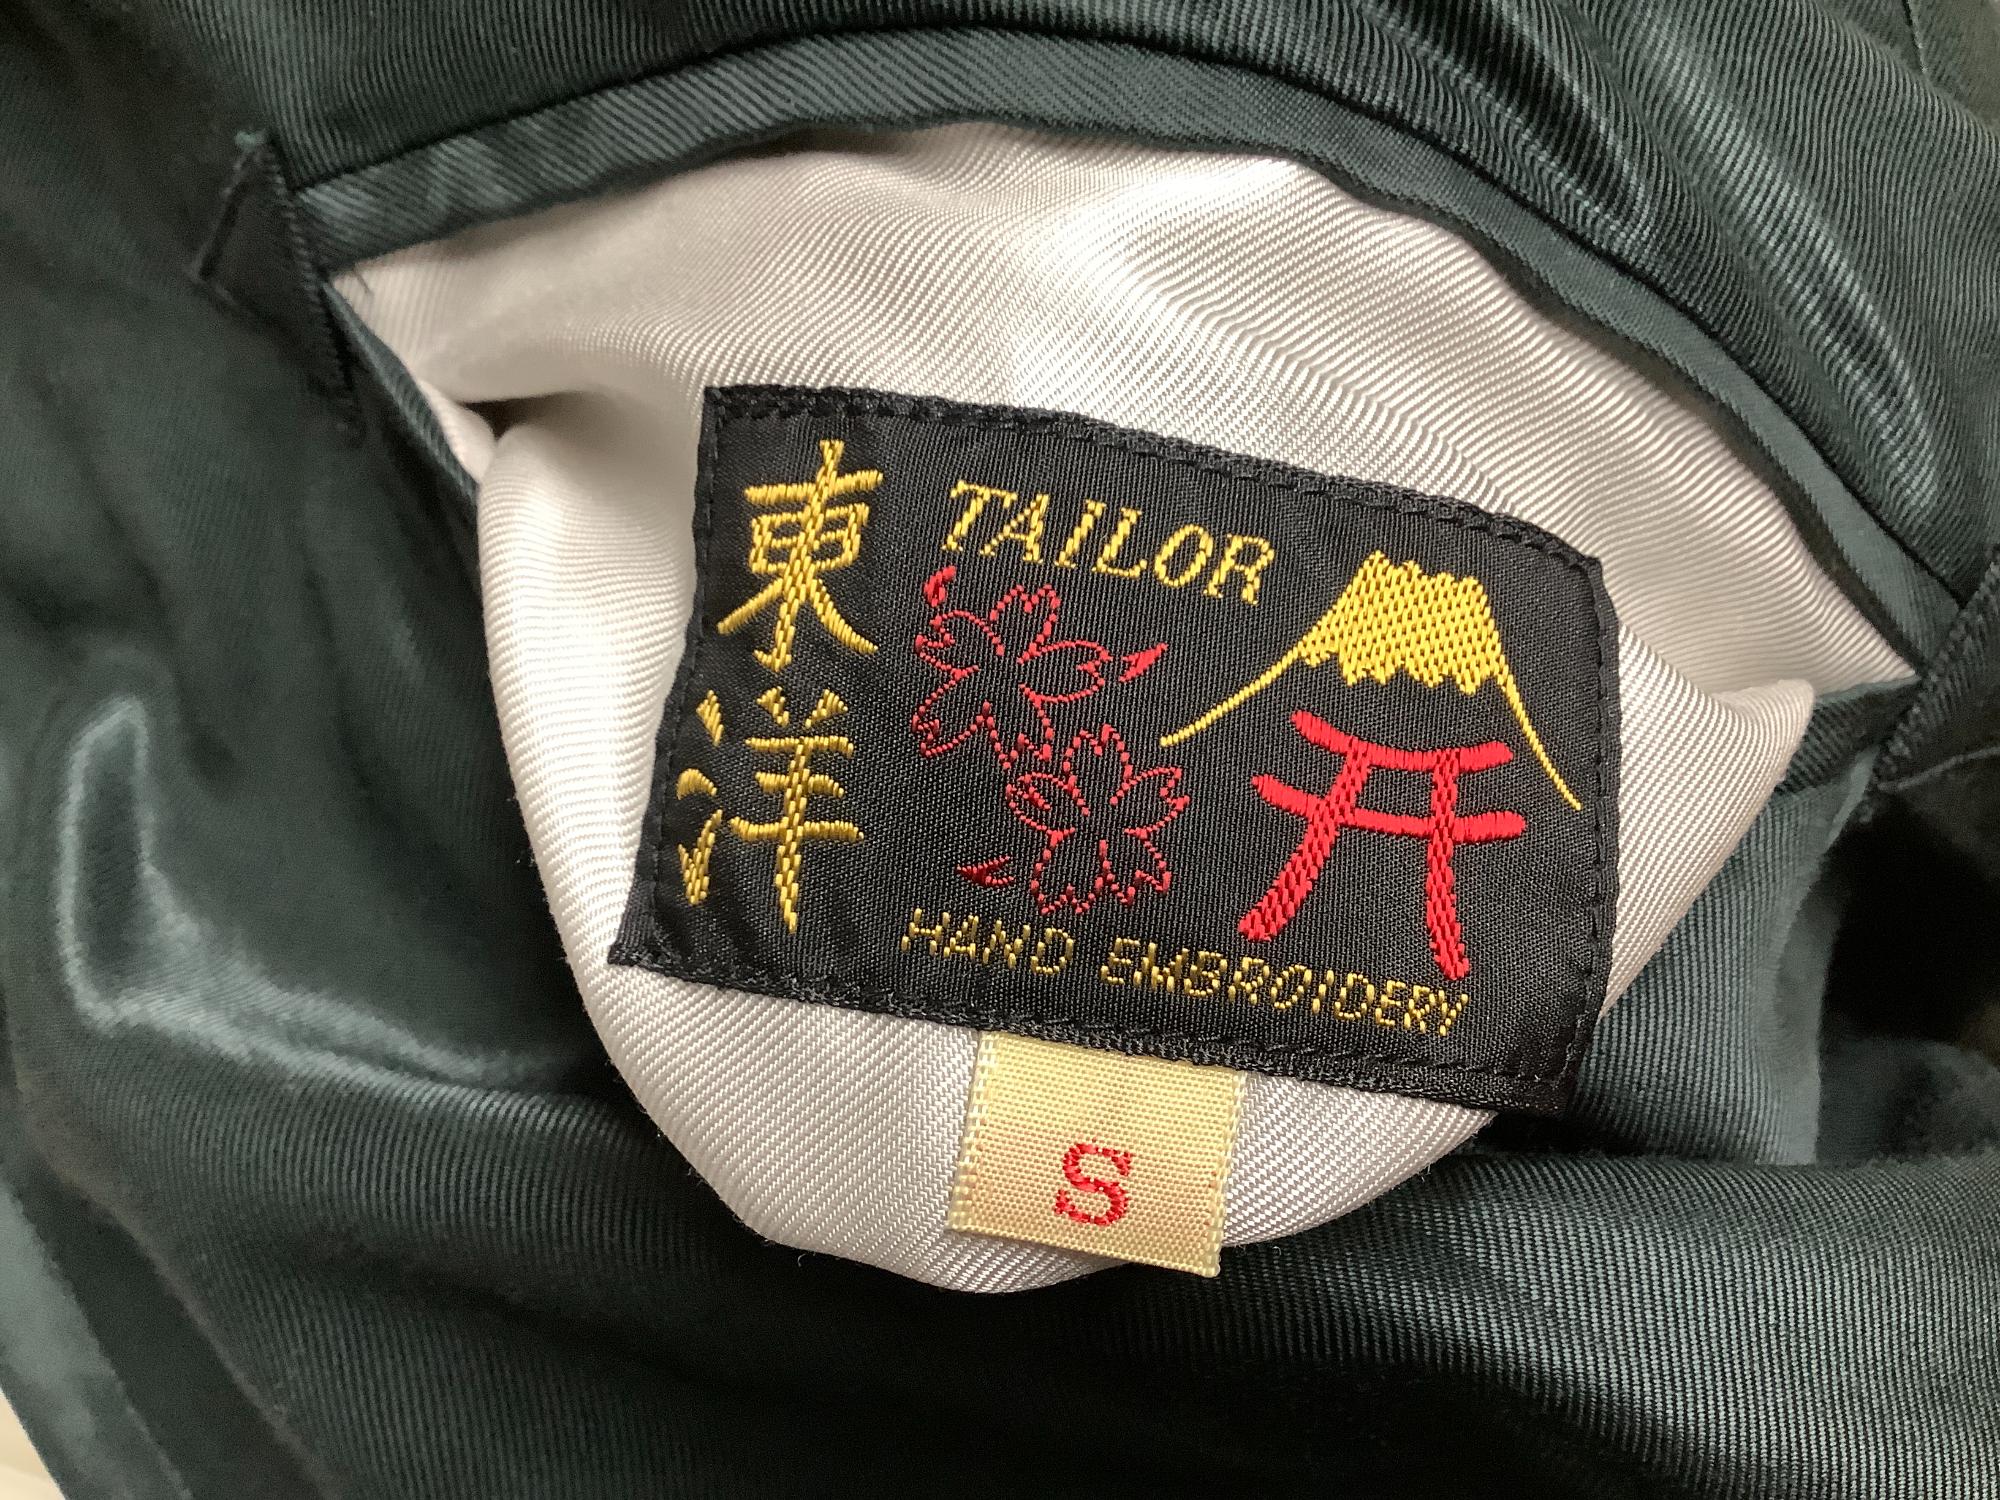 東洋
TAILOR
HAND EMBROIDERY
S